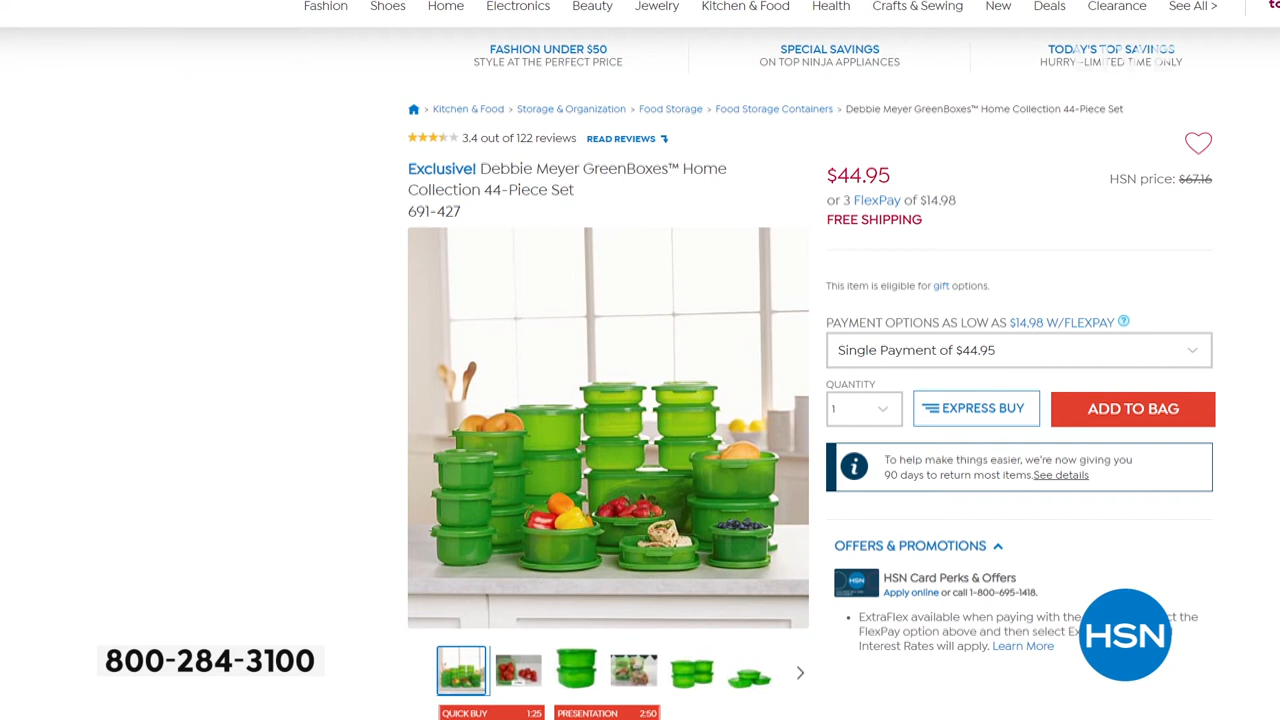 Fashion Shoes Home Electronics Beauty Jewelry Kitchen & Food Health Crafts & Sewing New Deals Clearance See All >
FASHION UNDER $50
STYLE AT THE PERFECT PRICE
SPECIAL SAVINGS
ON TOP NINJA APPLIANCES
TODAY'S TOP SAVINGS
HURRY-LIMITED TIME ONLY
> Kitchen & Food > Storage & Organization > Food Storage > Food Storage Containers > Debbie Meyer GreenBoxes™ Home Collection 44-Piece Set
3.4 out of 122 reviews READ REVIEWS
Exclusive! Debbie Meyer GreenBoxes™ Home
Collection 44-Piece Set
691-427
$44.95
HSN price: $67.16
or 3 FlexPay of $14.98
FREE SHIPPING
This item is eligible for gift options.
PAYMENT OPTIONS AS LOW AS $14.98 W/FLEXPAY ?
Single Payment of $44.95
QUANTITY
1
EXPRESS BUY
ADD TO BAG
To help make things easier, we're now giving you
90 days to return most items.See details
OFFERS & PROMOTIONS
HSN
HSN Card Perks & Offers
Apply online or call 1-800-695-1418.
• ExtraFlex available when paying with the ct the
FlexPay option above and then select
Interest Rates will apply. Learn More
HSN
800-284-3100
QUICK BUY 1:25
PRESENTATION 2:50